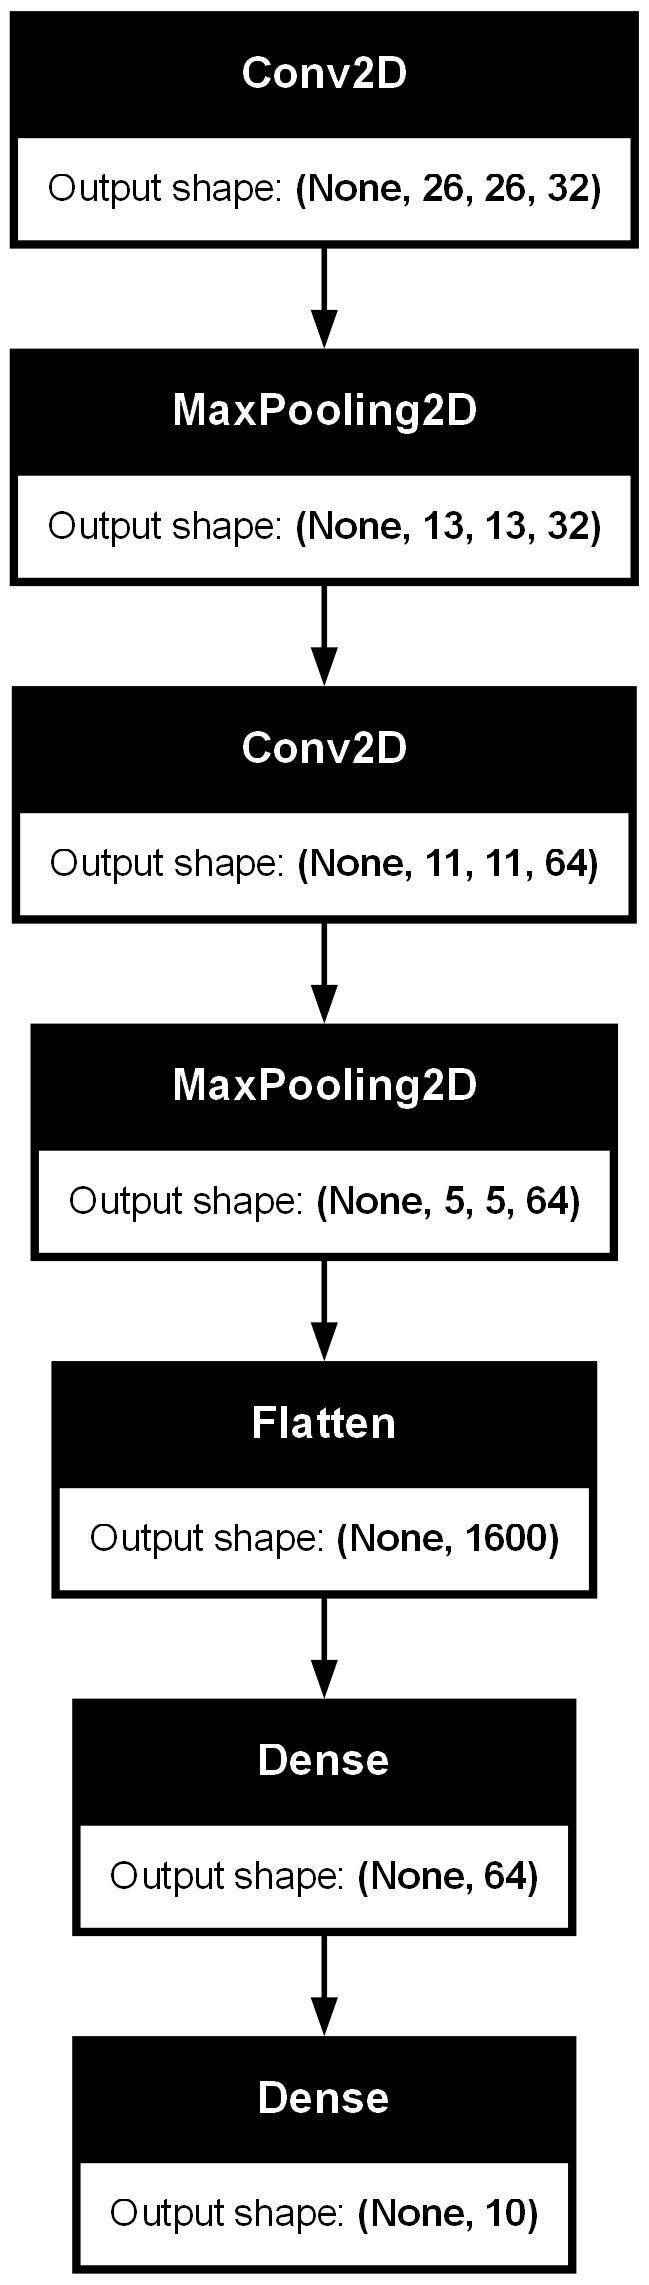 Conv2D
Output shape: (None, 26, 26, 32)
MaxPooling2D
Output shape: (None, 13, 13, 32)
Conv2D
Output shape: (None, 11, 11, 64)
MaxPooling2D
Output shape: (None, 5, 5, 64)
Flatten
Output shape: (None, 1600)
Dense
Output shape: (None, 64)
Dense
Output shape: (None, 10)